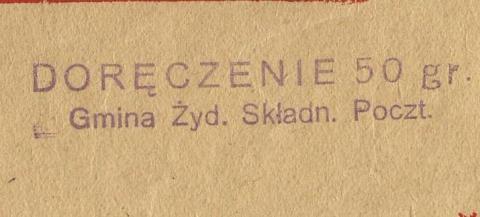 DORĘCZENIE 50 gr.
Gmina Żyd. Składn. Poczt.